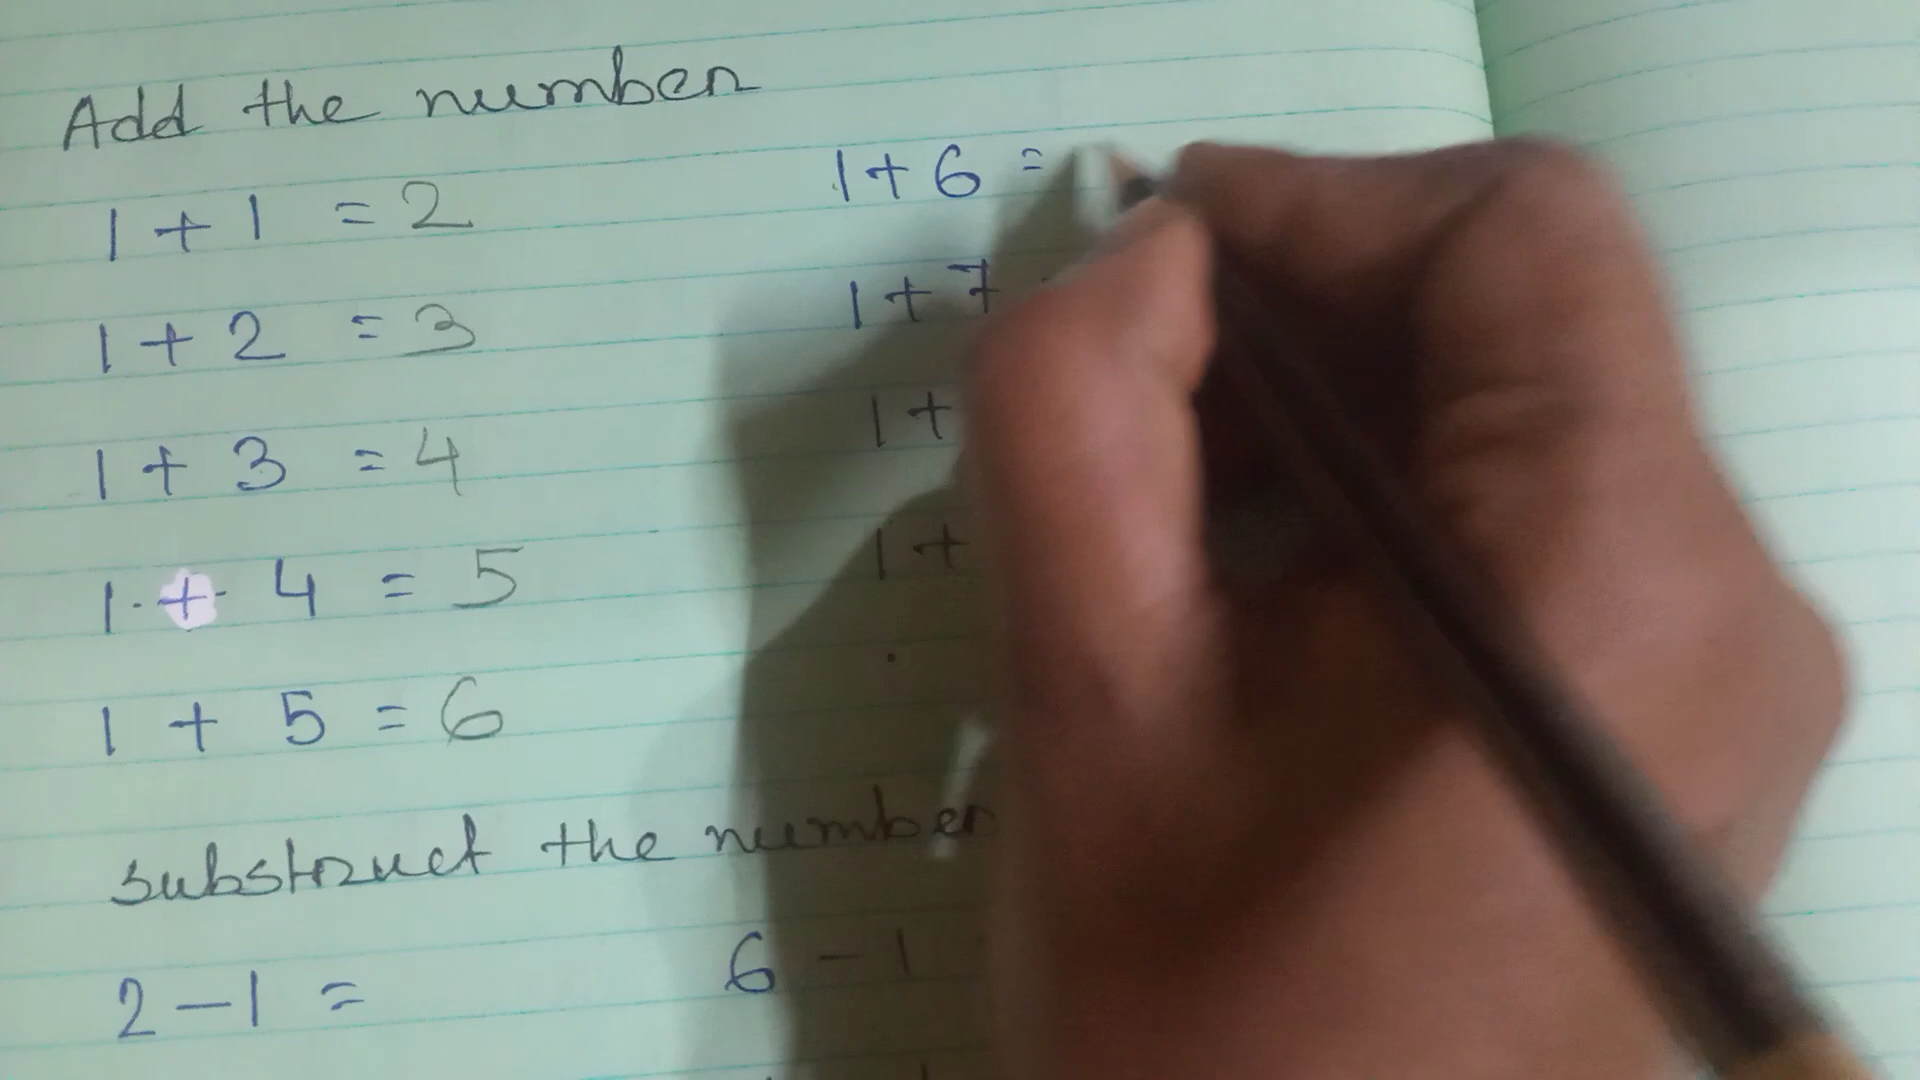 Add the number
1 + 1 = 2
1 + 2 = 3
1 + 3 = 4
1 + 4 = 5
1 + 5 = 6
1 + 6 =
1 + 7
1 +
1 +
substruct the number
2 - 1 =
6 - 1